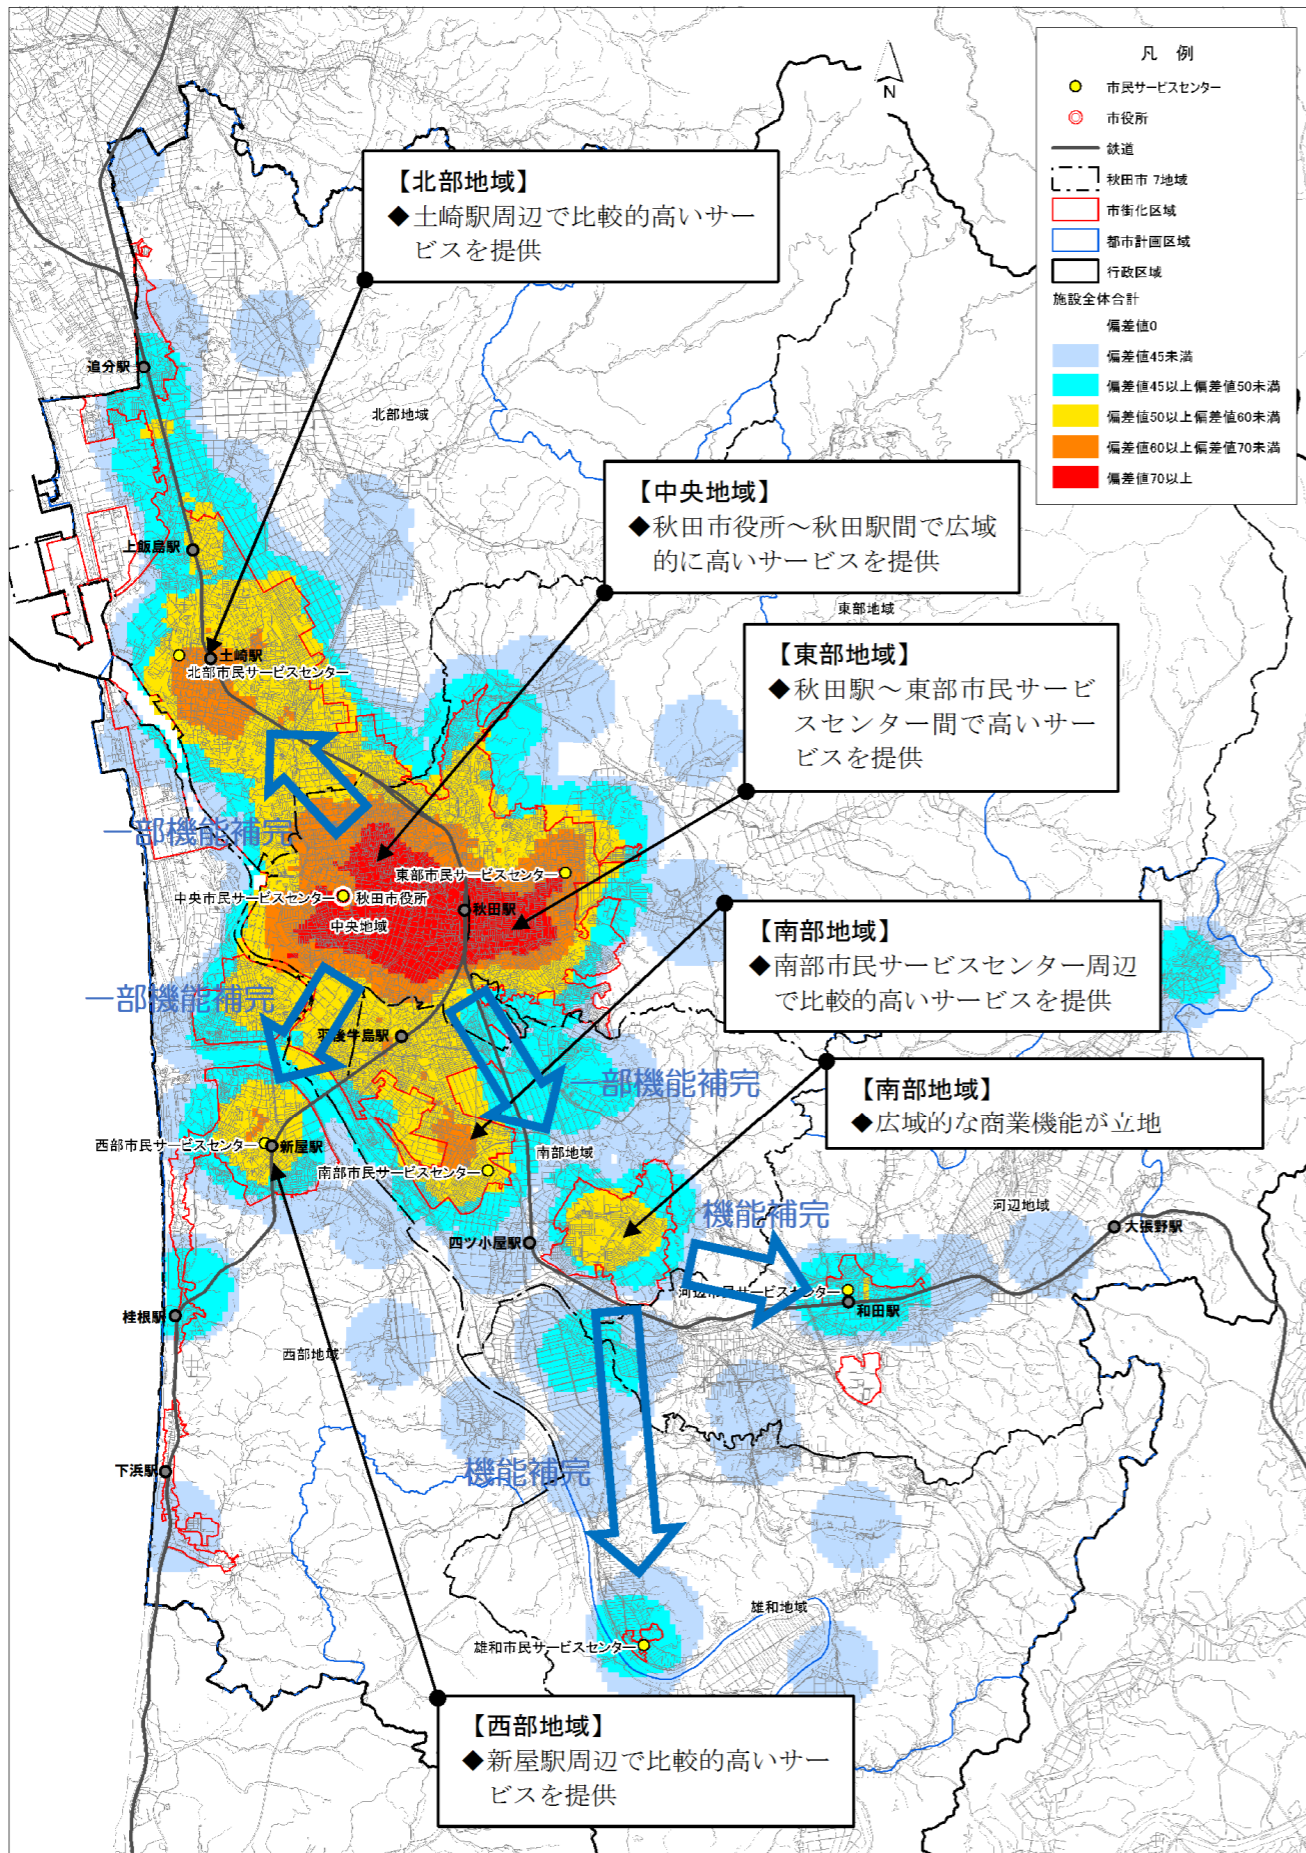 凡 例
市民サービスセンター
市役所
鉄道
秋田市 7地域
市街化区域
都市計画区域
行政区域
施設全体合計
偏差値0
偏差値45未満
偏差値45以上偏差値50未満
偏差値50以上偏差値60未満
偏差値60以上偏差値70未満
偏差値70以上
N
【北部地域】
◆土崎駅周辺で比較的高いサー
ビスを提供
追分駅
北部地域
【中央地域】
◆秋田市役所～秋田駅間で広域
的に高いサービスを提供
上飯島駅
東部地域
【東部地域】
◆秋田駅～東部市民サービ
スセンター間で高いサー
ビスを提供
土崎駅
北部市民サービスセンター
一部機能補完
東部市民サービスセンター
中央市民サービスセンター
秋田市役所
秋田駅
中央地域
【南部地域】
◆南部市民サービスセンター周辺
で比較的高いサービスを提供
一部機能補完
羽後牛島駅
一部機能補完
【南部地域】
◆広域的な商業機能が立地
西部市民サービスセンター
新屋駅
南部地域
南部市民サービスセンター
機能補完
河辺地域
大張野駅
四ツ小屋駅
河辺市民サービスセンター
和田駅
桂根駅
西部地域
下浜駅
機能補完
雄和地域
雄和市民サービスセンター
【西部地域】
◆新屋駅周辺で比較的高いサー
ビスを提供